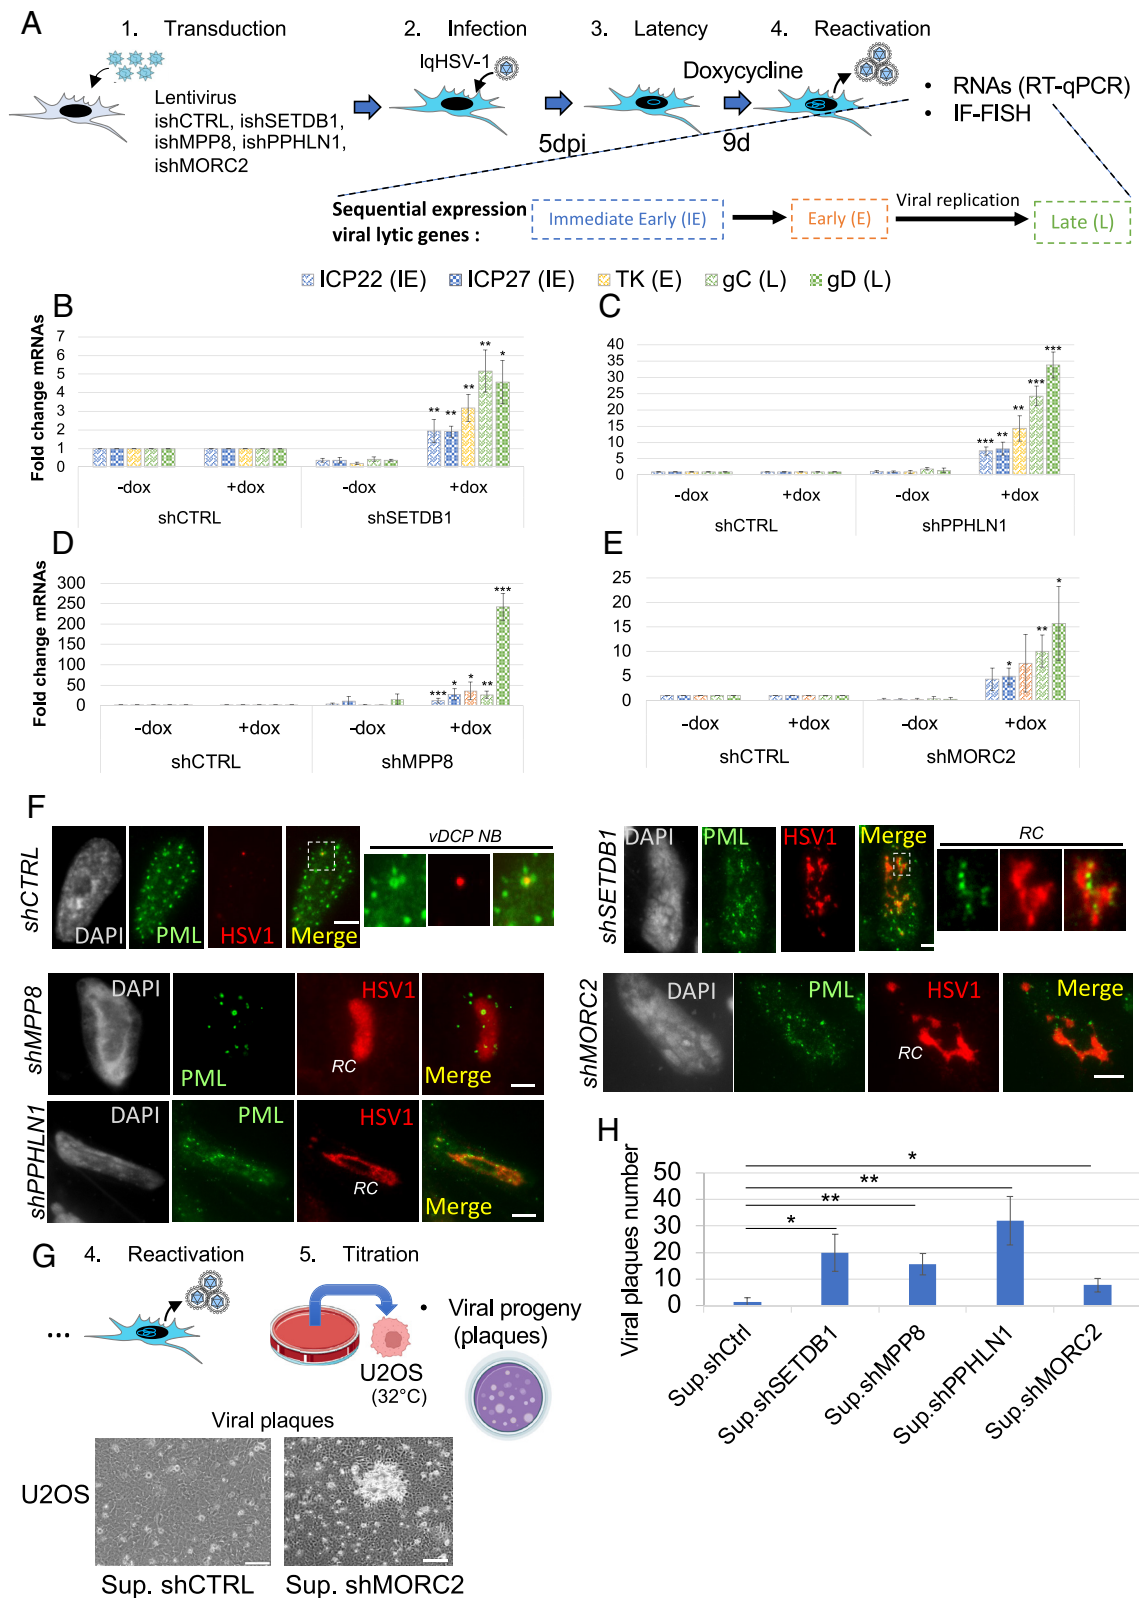 A
1. Transduction
2. Infection
3. Latency
4. Reactivation
lqHSV-1
Doxycycline
Lentivirus
ishCTRL, ishSETDB1,
ishMPP8, ishPPHLN1,
ishMORC2
5dpi
9d
• RNAs (RT-qPCR)
• IF-FISH
Sequential expression
viral lytic genes :
Immediate Early (IE)
Early (E)
Viral replication
Late (L)
ICP22 (IE) ICP27 (IE) TK (E) gC (L) gD (L)
B
Fold change mRNAs
7
6
5
4
3
2
1
0
** ** ** ** *
-dox +dox -dox +dox
shCTRL shSETDB1
C
40
35
30
25
20
15
10
5
0
*** ** ** *** ***
-dox +dox -dox +dox
shCTRL shPPHLN1
D
Fold change mRNAs
300
250
200
150
100
50
0
*** * * ** ***
-dox +dox -dox +dox
shCTRL shMPP8
E
25
20
15
10
5
0
* ** *
-dox +dox -dox +dox
shCTRL shMORC2
F
shCTRL
DAPI PML HSV1 Merge
vDCP NB
shSETDB1
DAPI PML HSV1 Merge
RC
shMPP8
DAPI PML HSV1 Merge
RC
shMORC2
DAPI PML HSV1 Merge
RC
shPPHLN1
DAPI PML HSV1 Merge
RC
G
4. Reactivation
5. Titration
...
U2OS
(32°C)
• Viral progeny
(plaques)
Viral plaques
U2OS
Sup. shCTRL Sup. shMORC2
H
Viral plaques number
50
40
30
20
10
0
*
**
**
*
Sup.shCtrl
Sup.shSETDB1
Sup.shMPP8
Sup.shPPHLN1
Sup.shMORC2